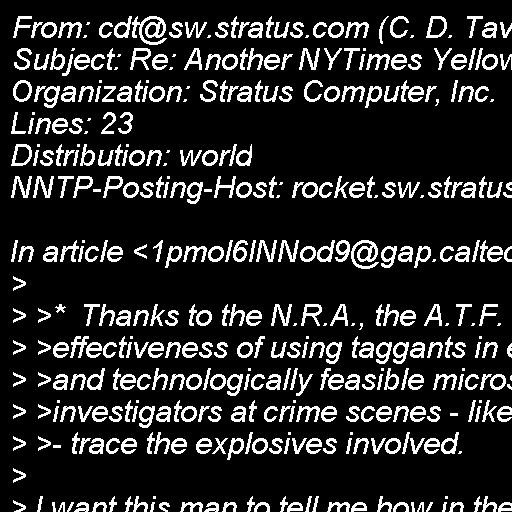 From: cdt@sw.stratus.com (C. D. Tav
Subject: Re: Another NYTimes Yellow
Organization: Stratus Computer, Inc.
Lines: 23
Distribution: world
NNTP-Posting-Host: rocket.sw.stratus
In article <1pmol6INNod9@gap.caltec
>
> >*  Thanks to the N.R.A., the A.T.F.
> >effectiveness of using taggants in e
> >and technologically feasible micros
> >investigators at crime scenes - like
> >- trace the explosives involved.
>
> I want this man to tell me how in the